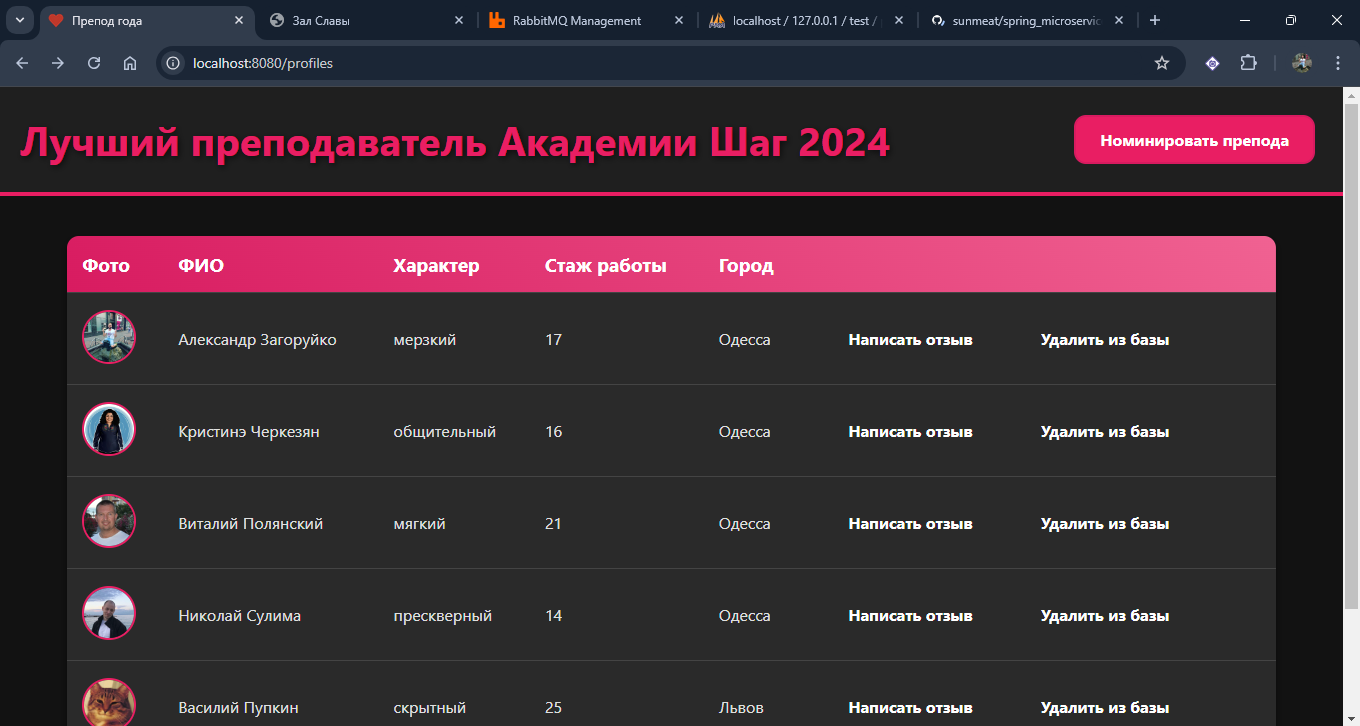 Препод года
Зал Славы
RabbitMQ Management
localhost / 127.0.0.1 / test /
sunmeat/spring_microservic
localhost:8080/profiles
Лучший преподаватель Академии Шаг 2024
Номинировать препода
Фото ФИО Характер Стаж работы Город
Александр Загоруйко мерзкий 17 Одесса Написать отзыв Удалить из базы
Кристинэ Черкезян общительный 16 Одесса Написать отзыв Удалить из базы
Виталий Полянский мягкий 21 Одесса Написать отзыв Удалить из базы
Николай Сулима прескверный 14 Одесса Написать отзыв Удалить из базы
Василий Пупкин скрытный 25 Львов Написать отзыв Удалить из базы